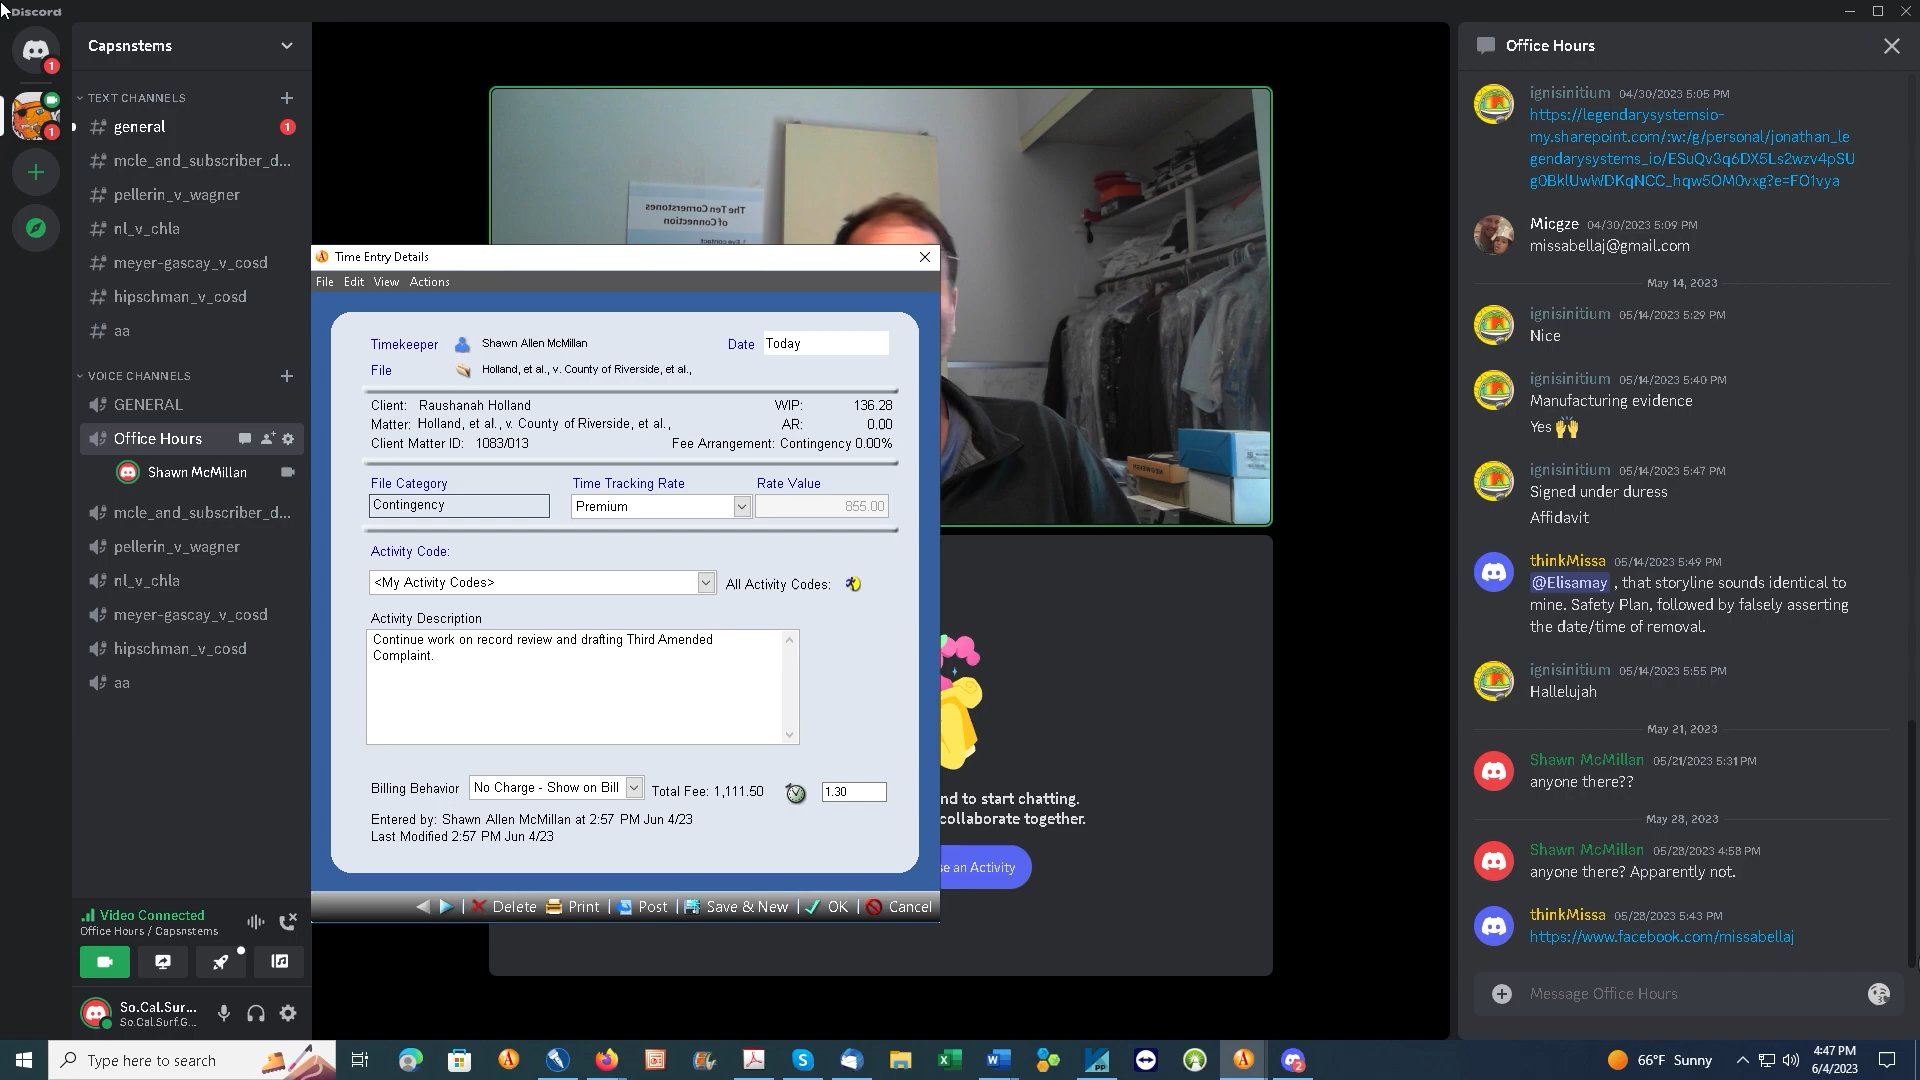 Discord
Capsnstems
TEXT CHANNELS
general
1
mcle_and_subscriber_d...
pellerin_v_wagner
nl_v_chla
meyer-gascay_v_cosd
hipschman_v_cosd
aa
VOICE CHANNELS
GENERAL
Office Hours
Shawn McMillan
mcle_and_subscriber_d...
pellerin_v_wagner
nl_v_chla
meyer-gascay_v_cosd
hipschman_v_cosd
aa
Video Connected
Office Hours / Capsnstems
So.Cal.Sur...
So.Cal.Surf.G...
1
1
The Ten Cornerstones
of Connection
Time Entry Details
File Edit View Actions
Timekeeper Shawn Allen McMillan Date Today
File Holland, et al., v. County of Riverside, et al.,
Client: Raushanah Holland WIP: 136.28
Matter: Holland, et al., v. County of Riverside, et al., AR: 0.00
Client Matter ID: 1083/013 Fee Arrangement: Contingency 0.00%
File Category Time Tracking Rate Rate Value
Contingency Premium 855.00
Activity Code:
<My Activity Codes> All Activity Codes:
Activity Description
Continue work on record review and drafting Third Amended
Complaint.
Billing Behavior No Charge - Show on Bill Total Fee: 1,111.50 1.30
Entered by: Shawn Allen McMillan at 2:57 PM Jun 4/23
Last Modified 2:57 PM Jun 4/23
Delete Print Post Save & New OK Cancel
nd to start chatting.
collaborate together.
se an Activity
Office Hours
ignisinitium 04/30/2023 5:05 PM
https://legendarysystemsio-
my.sharepoint.com/:w:/g/personal/jonathan_le
gendarysystems_io/ESuQv3q6DX5Ls2wzv4pSU
g0BklUwWDKqNCC_hqw5OM0vxg?e=FO1vya
Micgze 04/30/2023 5:09 PM
missabellaj@gmail.com
May 14, 2023
ignisinitium 05/14/2023 5:29 PM
Nice
ignisinitium 05/14/2023 5:40 PM
Manufacturing evidence
Yes 🙌
ignisinitium 05/14/2023 5:47 PM
Signed under duress
Affidavit
thinkMissa 05/14/2023 5:49 PM
@Elisamay , that storyline sounds identical to
mine. Safety Plan, followed by falsely asserting
the date/time of removal.
ignisinitium 05/14/2023 5:55 PM
Hallelujah
May 21, 2023
Shawn McMillan 05/21/2023 5:31 PM
anyone there??
May 28, 2023
Shawn McMillan 05/28/2023 4:58 PM
anyone there? Apparently not.
thinkMissa 05/28/2023 5:43 PM
https://www.facebook.com/missabellaj
Message Office Hours
Type here to search
66°F Sunny
4:47 PM
6/4/2023